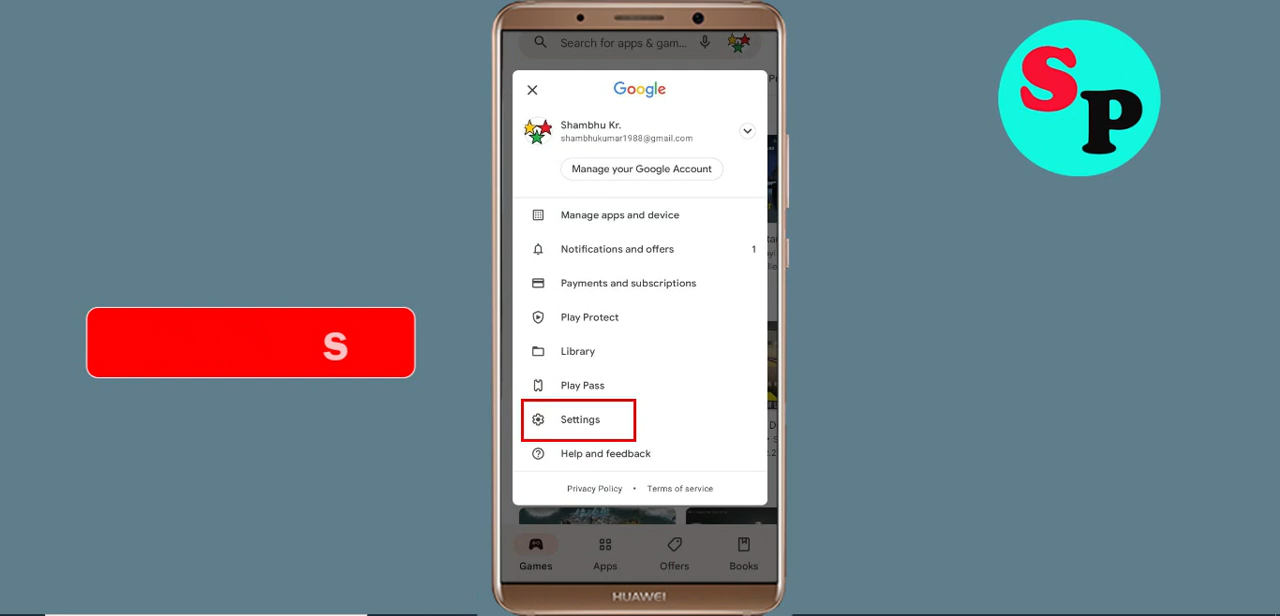 Search for apps & gam...
Google
Shambhu Kr.
shambhukumar1988@gmail.com
Manage your Google Account
Manage apps and device
Notifications and offers 1
Payments and subscriptions
Play Protect
Library
Play Pass
Settings
Help and feedback
Privacy Policy • Terms of service
Games Apps Offers Books
HUAWEI
S
SP